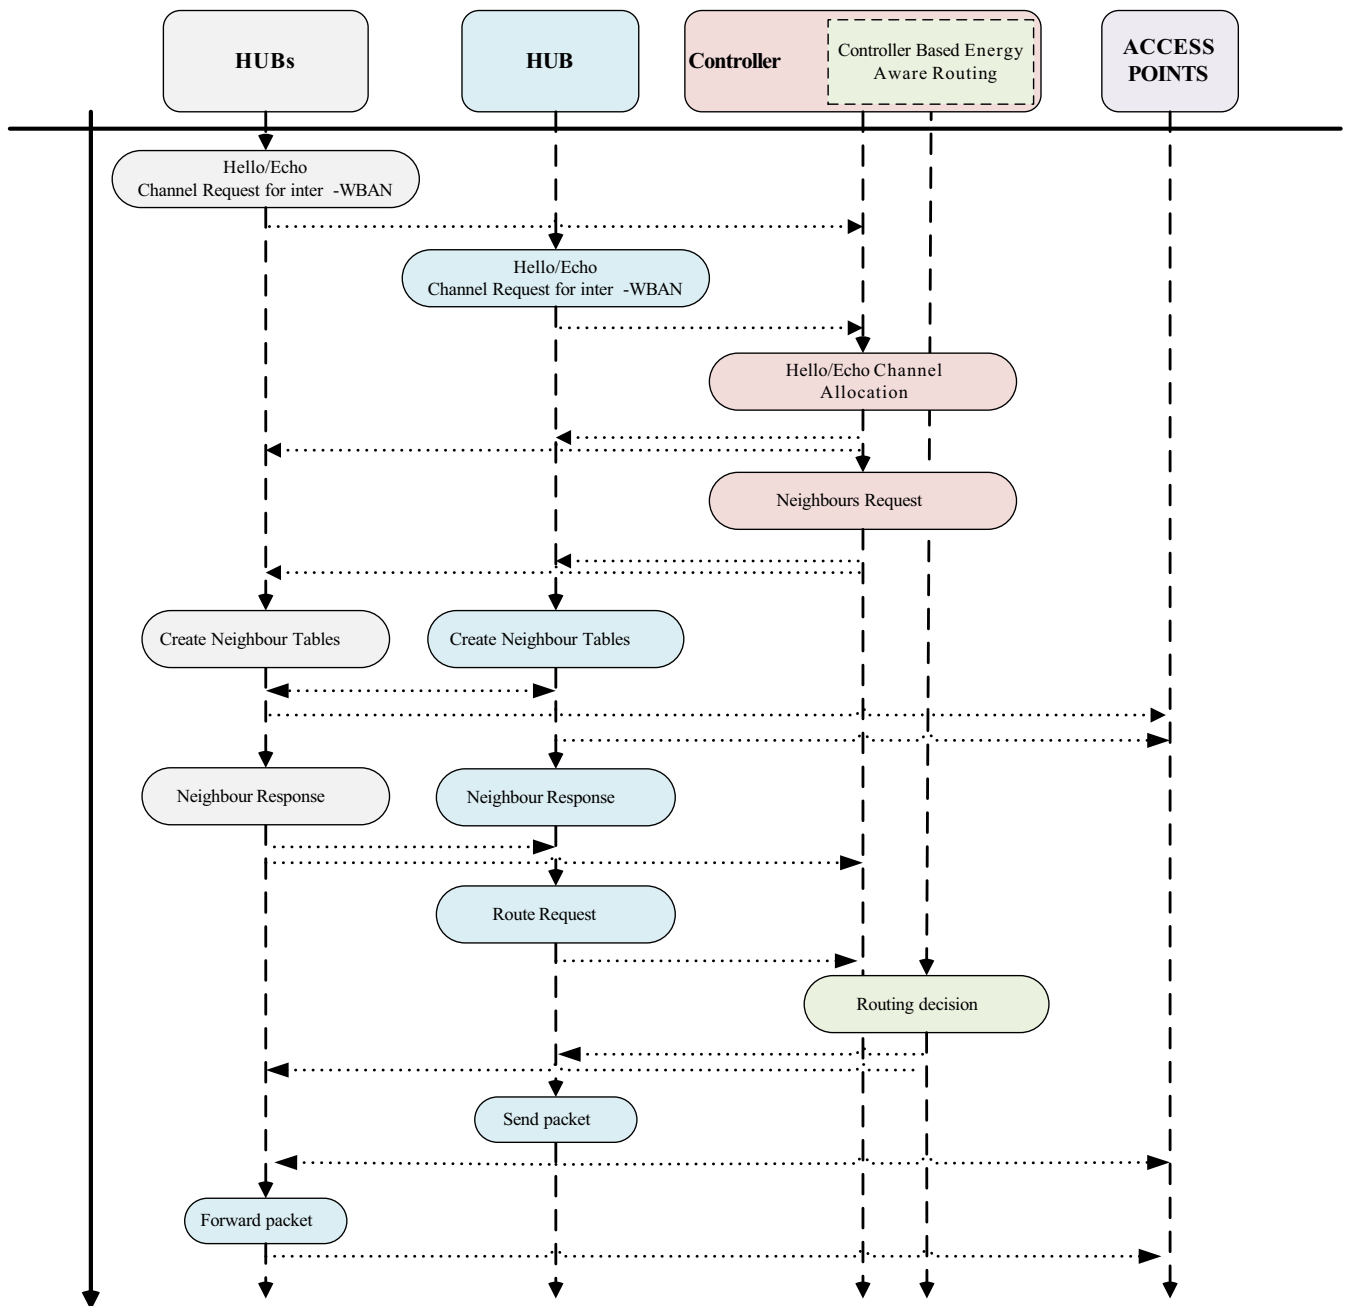 HUBs
HUB
Controller
Controller Based Energy
Aware Routing
ACCESS
POINTS
Hello/Echo
Channel Request for inter -WBAN
Hello/Echo
Channel Request for inter -WBAN
Hello/Echo Channel
Allocation
Neighbours Request
Create Neighbour Tables
Create Neighbour Tables
Neighbour Response
Neighbour Response
Route Request
Routing decision
Send packet
Forward packet